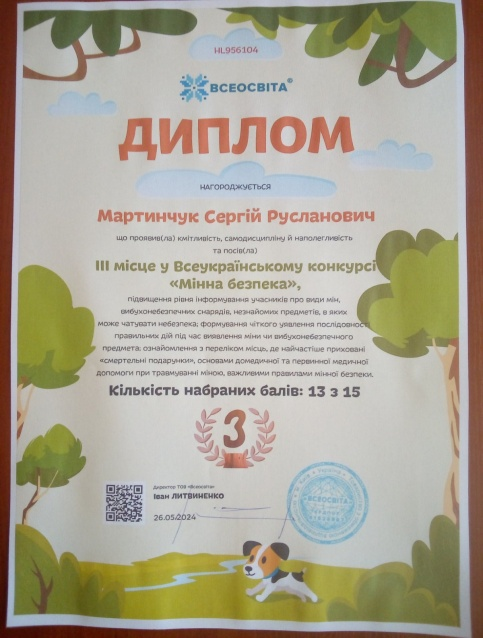 HL956104
ВСЕОСВІТА®
ДИПЛОМ
НАГОРОДЖУЄТЬСЯ
Мартинчук Сергій Русланович
що проявив(ла) кмітливість, самодисципліну й наполегливість
та посів(ла)
III місце у Всеукраїнському конкурсі
«Мінна безпека»,
підвищення рівня інформування учасників про види мін,
вибухонебезпечних снарядів, незнайомих предметів, в яких
може чатувати небезпека; формування чіткого уявлення послідовності
правильних дій під час виявлення міни чи вибухонебезпечного
предмета; ознайомлення з переліком місць, де найчастіше приховані
«смертельні подарунки», основами домедичної та первинної медичної
допомоги при травмуванні міною, важливими правилами мінної безпеки.
Кількість набраних балів: 13 з 15
3
Директор ТОВ «Всеосвіта»
Іван ЛИТВИНЕНКО
26.05.2024
ВСЕОСВІТА